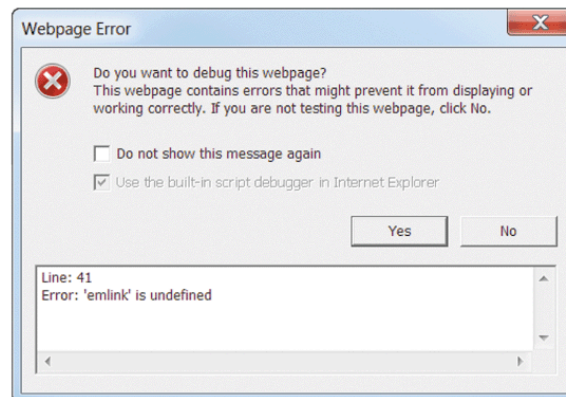 Webpage Error
Do you want to debug this webpage?
This webpage contains errors that might prevent it from displaying or
working correctly. If you are not testing this webpage, click No.
Do not show this message again
Use the built-in script debugger in Internet Explorer
Yes No
Line: 41
Error: 'emlink' is undefined